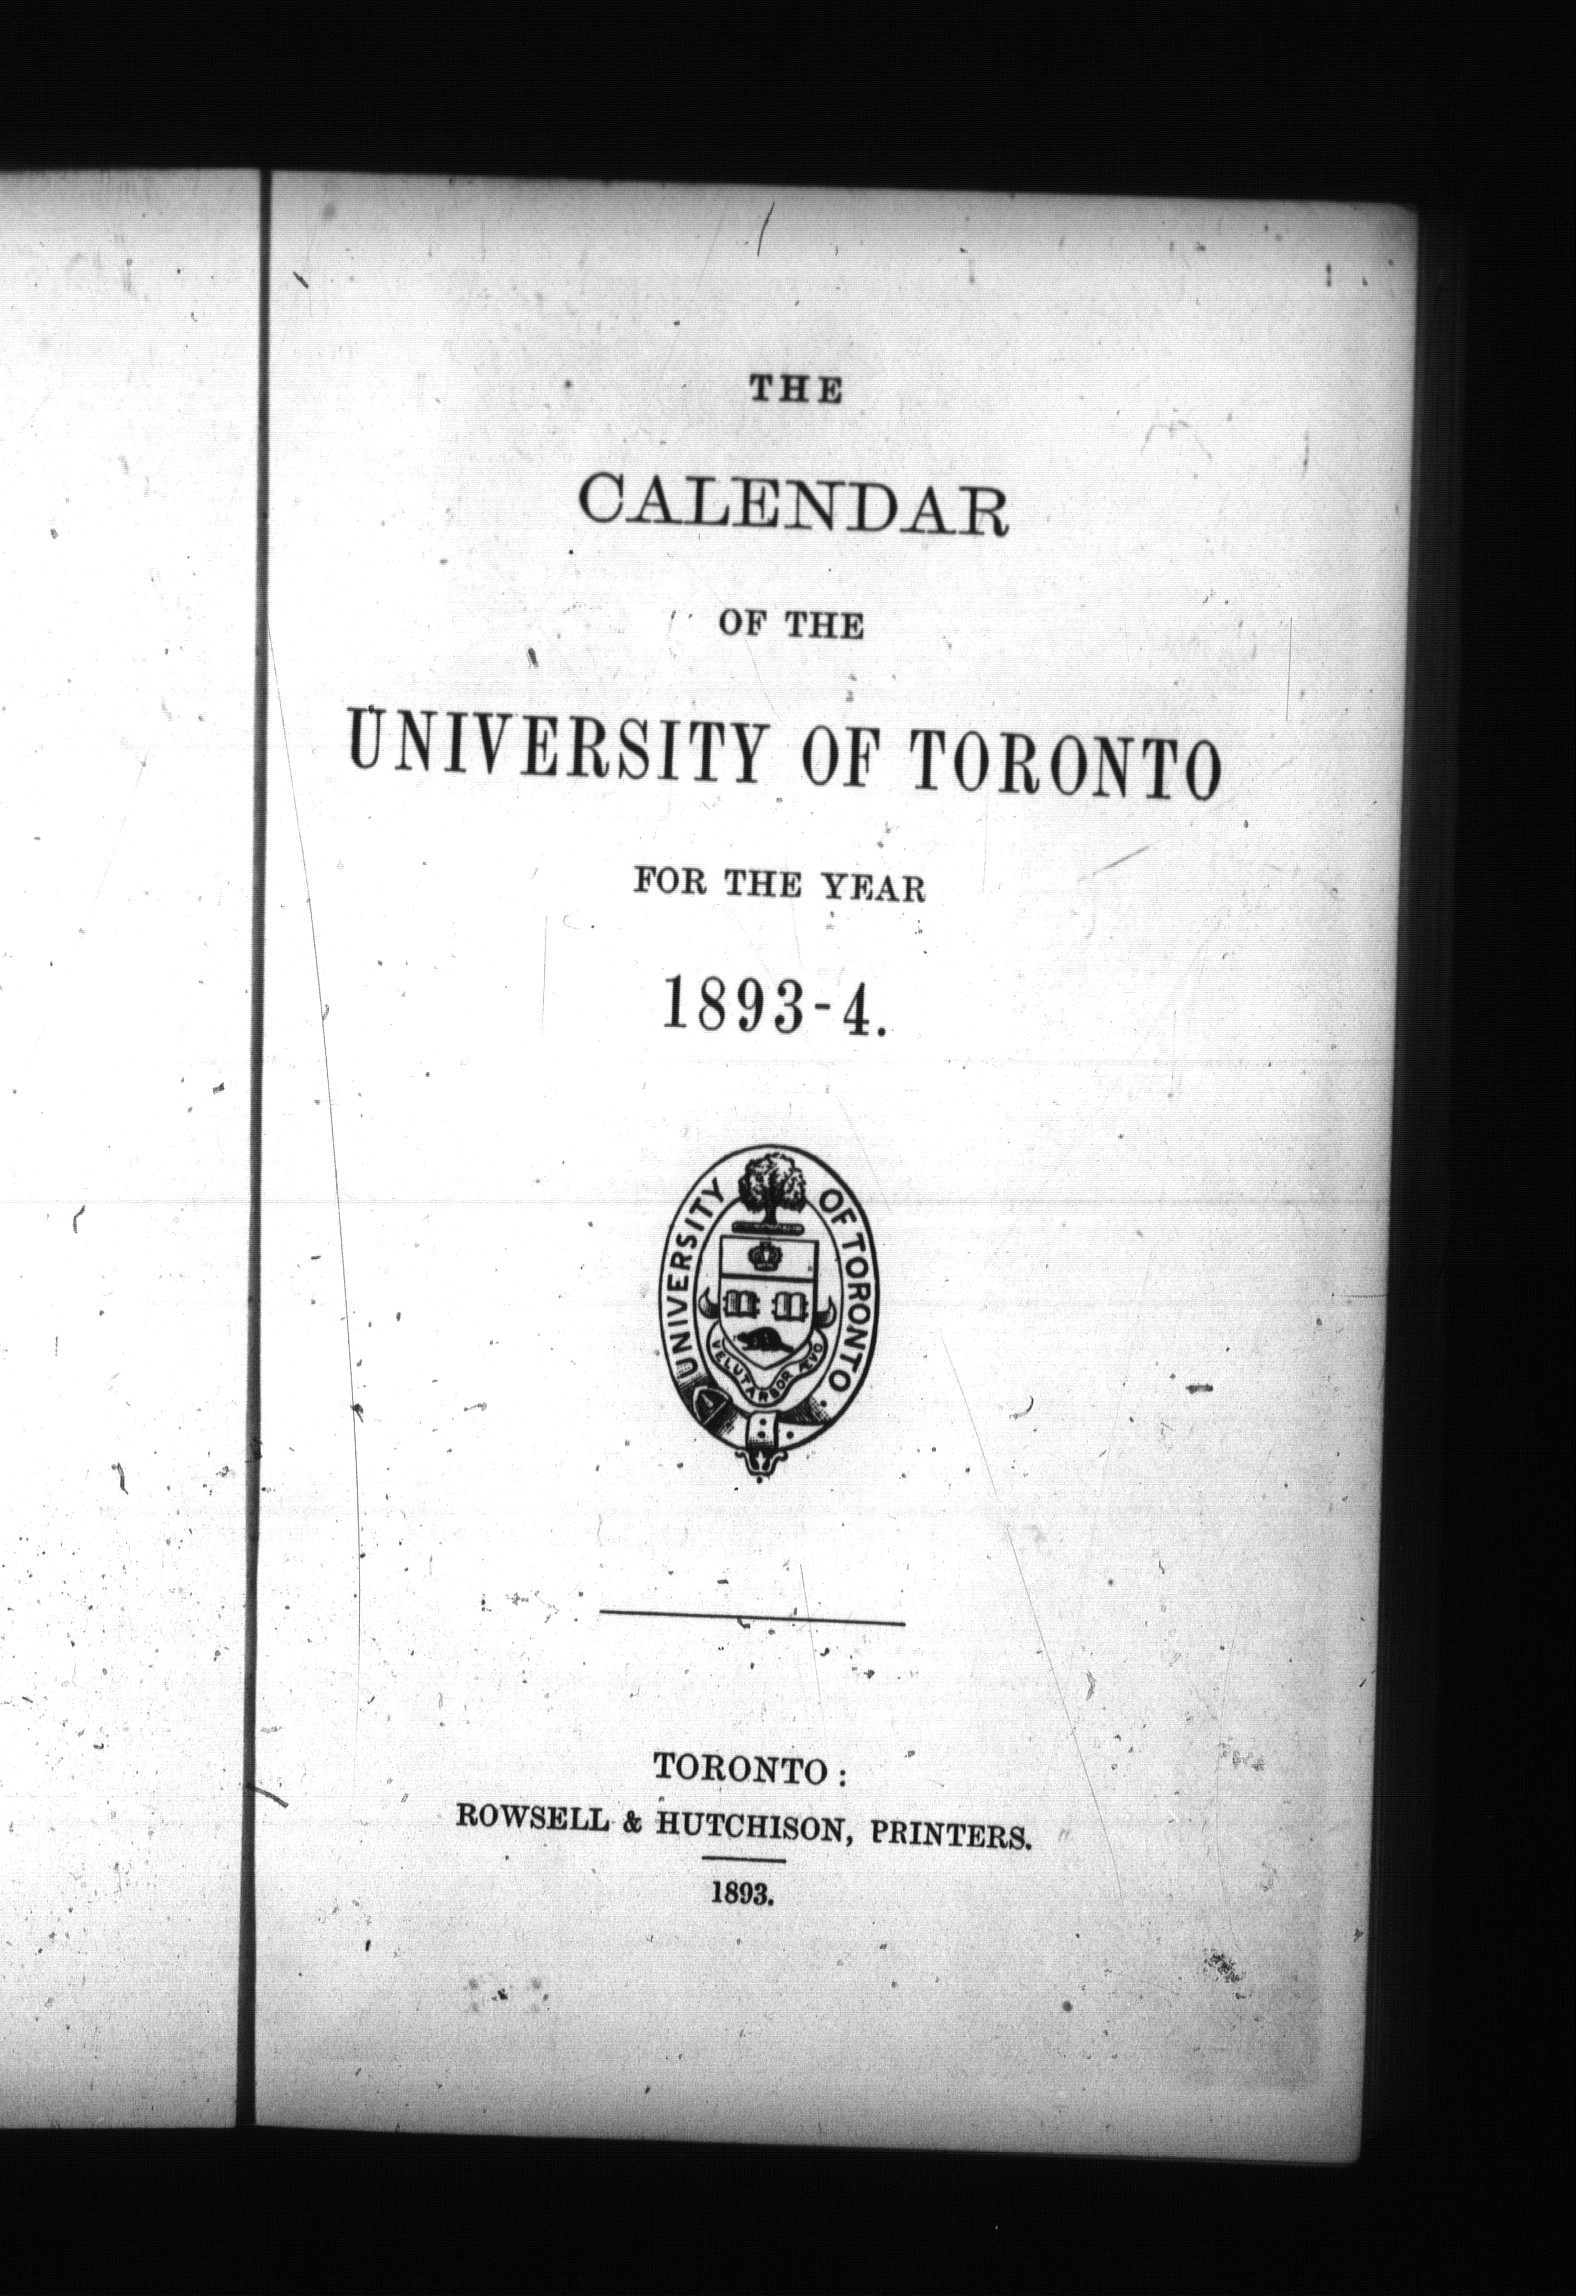 THE
CALENDAR
OF THE
UNIVERSITY OF TORONTO
FOR THE YEAR
1893-4.
UNIVERSITY OF TORONTO
VELUT ARBOR ÆVO
TORONTO:
ROWSELL & HUTCHISON, PRINTERS.
1893.